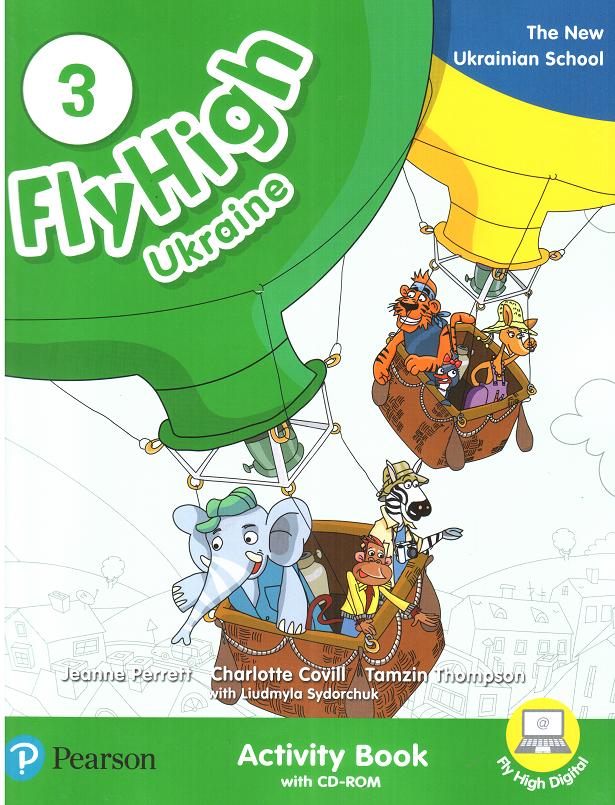 3
The New
Ukrainian School
FlyHigh
Ukraine
Jeanne Perrett Charlotte Covill Tamzin Thompson
with Liudmyla Sydorchuk
Pearson
Activity Book
with CD-ROM
@
Fly High Digital